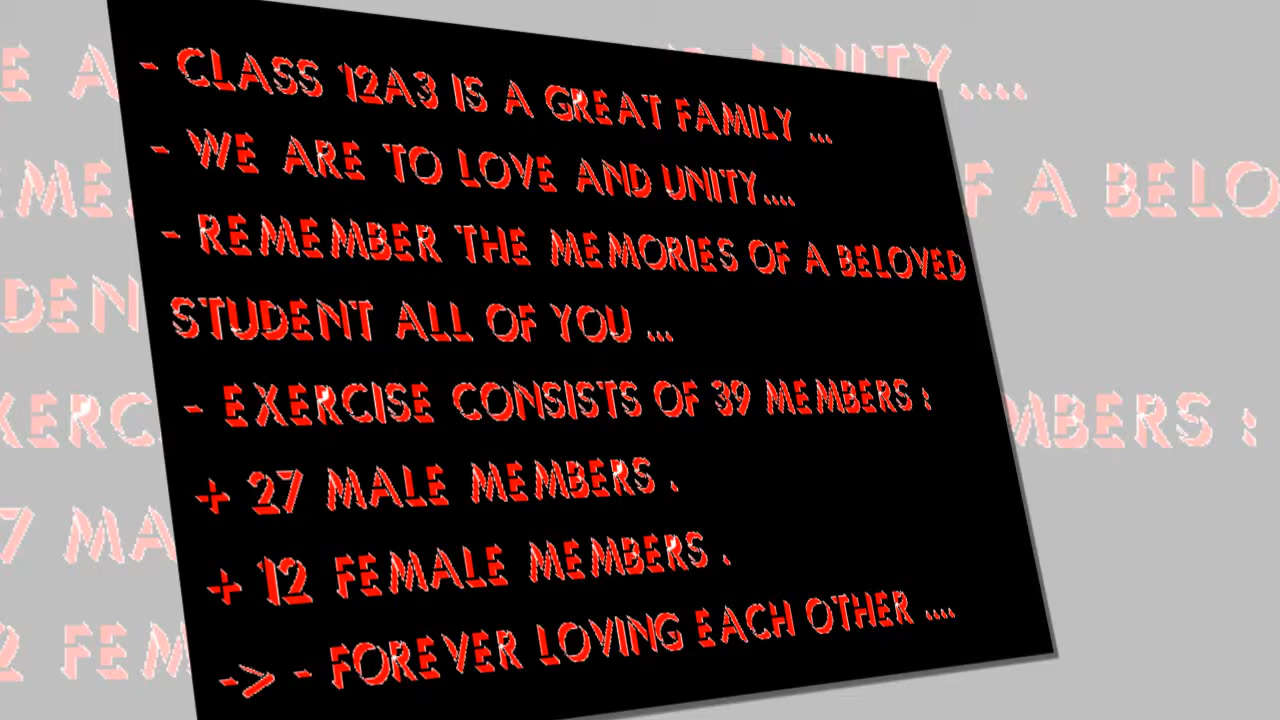 - CLASS 12A3 IS A GREAT FAMILY ...
- WE ARE TO LOVE AND UNITY....
- REMEMBER THE MEMORIES OF A BELOVED
STUDENT ALL OF YOU ...
- EXERCISE CONSISTS OF 39 MEMBERS :
+ 27 MALE MEMBERS .
+ 12 FEMALE MEMBERS .
-> - FOREVER LOVING EACH OTHER ....